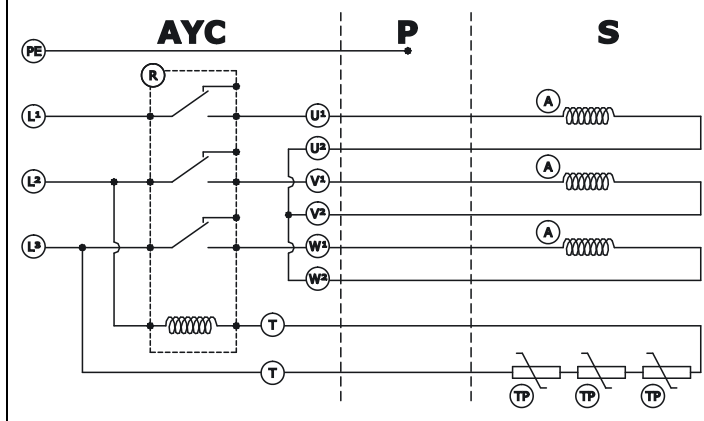 AYC P S
PE
R
L¹ U¹ A
U²
L² V¹ A
V²
L³ W¹ A
W²
T
T
TP TP TP